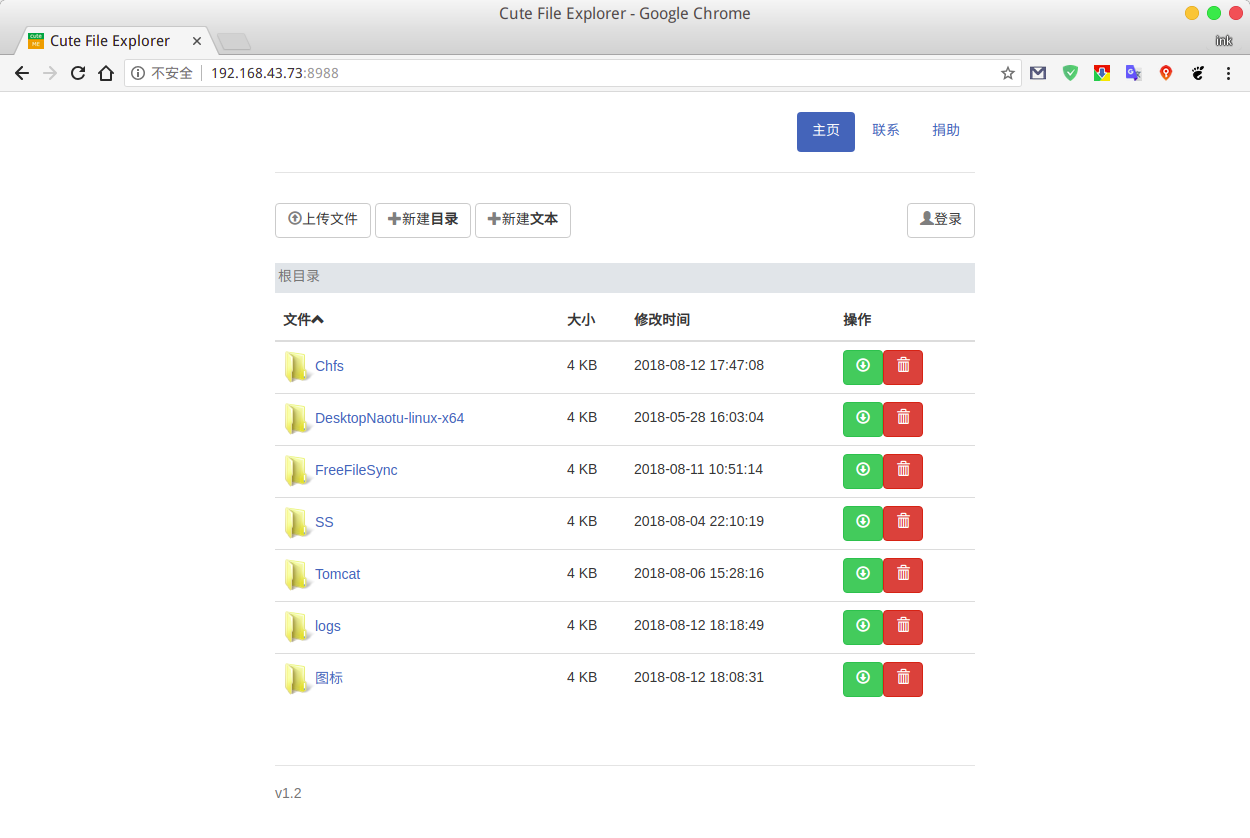 Cute File Explorer - Google Chrome
cute ME Cute File Explorer
ink
不安全 192.168.43.73:8988
主页 联系 捐助
上传文件 新建目录 新建文本 登录
根目录
文件 大小 修改时间 操作
Chfs 4 KB 2018-08-12 17:47:08
DesktopNaotu-linux-x64 4 KB 2018-05-28 16:03:04
FreeFileSync 4 KB 2018-08-11 10:51:14
SS 4 KB 2018-08-04 22:10:19
Tomcat 4 KB 2018-08-06 15:28:16
logs 4 KB 2018-08-12 18:18:49
图标 4 KB 2018-08-12 18:08:31
v1.2